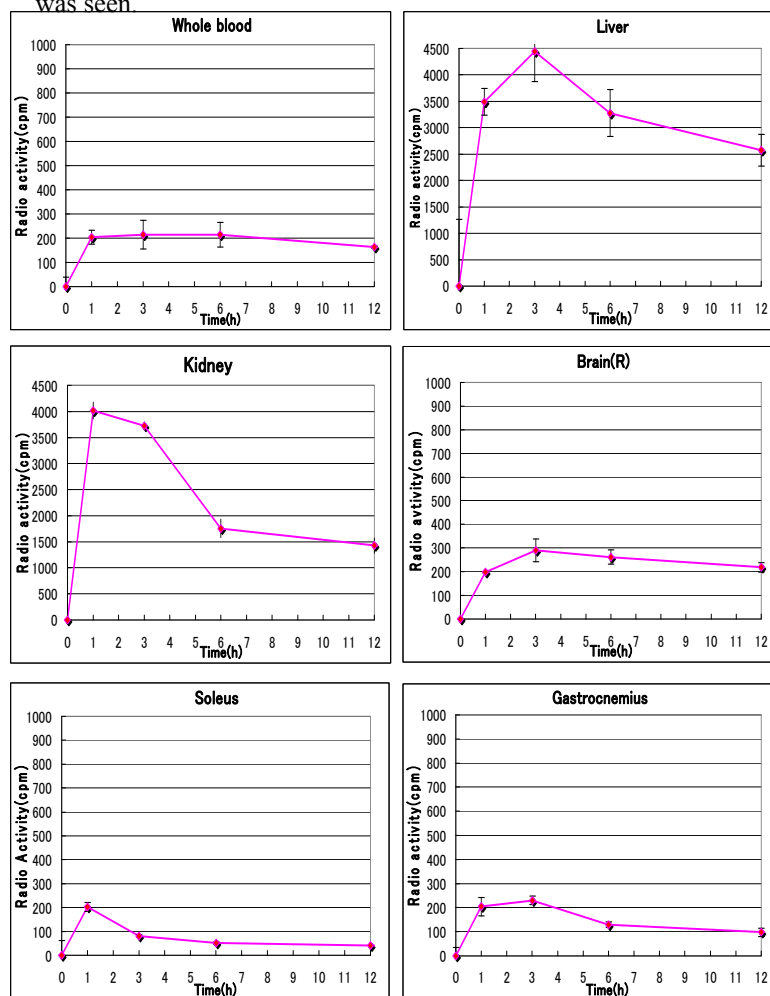 was seen.
Whole blood
Radio activity(cpm)
1000
900
800
700
600
500
400
300
200
100
0
0 1 2 3 4 5 6 7 8 9 10 11 12
Time(h)
Liver
Radio activity(cpm)
4500
4000
3500
3000
2500
2000
1500
1000
500
0
0 1 2 3 4 5 6 7 8 9 10 11 12
Time(h)
Kidney
Radio activity(cpm)
4500
4000
3500
3000
2500
2000
1500
1000
500
0
0 1 2 3 4 5 6 7 8 9 10 11 12
Time(h)
Brain(R)
Radio avtivity(cpm)
1000
900
800
700
600
500
400
300
200
100
0
0 1 2 3 4 5 6 7 8 9 10 11 12
Time(h)
Soleus
Radio Activity(cpm)
1000
900
800
700
600
500
400
300
200
100
0
0 1 2 3 4 5 6 7 8 9 10 11 12
Time(h)
Gastrocnemius
Radio activity(cpm)
1000
900
800
700
600
500
400
300
200
100
0
0 1 2 3 4 5 6 7 8 9 10 11 12
Time(h)